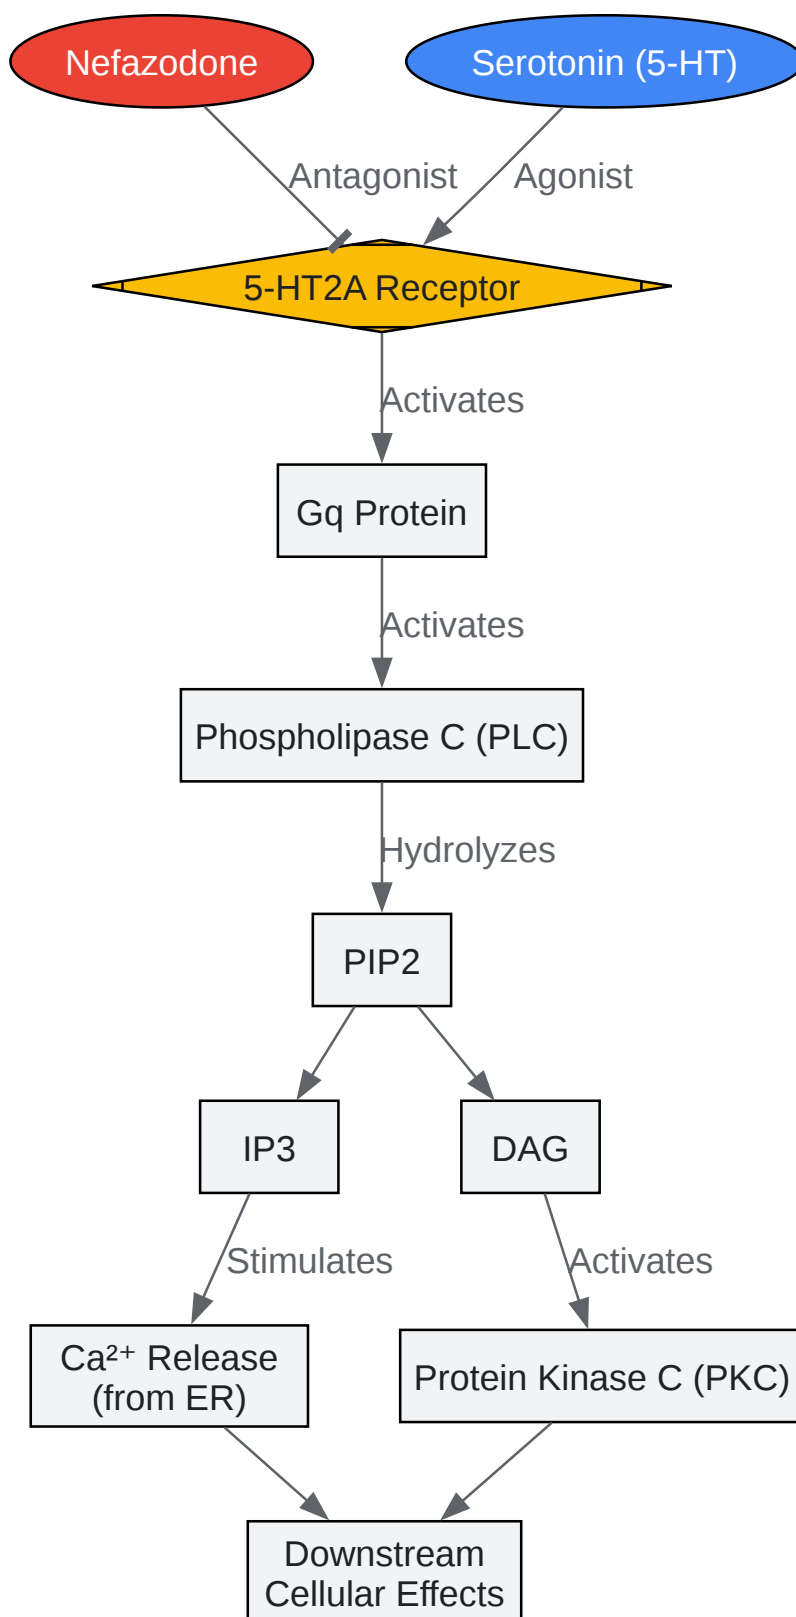 Nefazodone
Serotonin (5-HT)
Antagonist
Agonist
5-HT2A Receptor
Activates
Gq Protein
Activates
Phospholipase C (PLC)
Hydrolyzes
PIP2
IP3
DAG
Stimulates
Activates
Ca²⁺ Release
(from ER)
Protein Kinase C (PKC)
Downstream
Cellular Effects